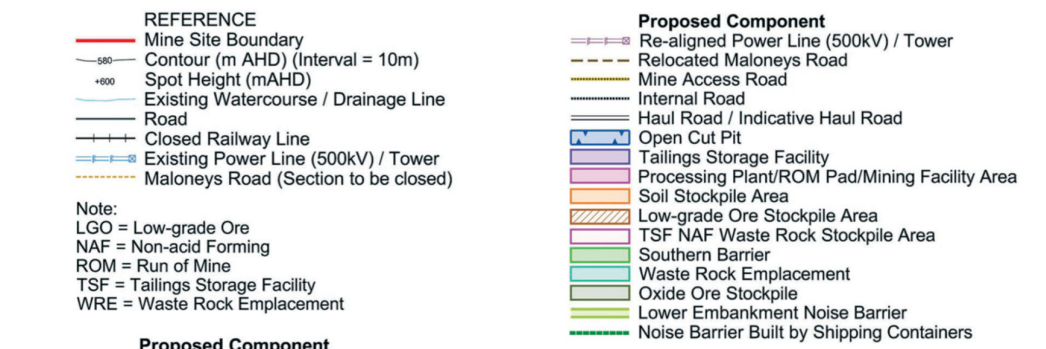 REFERENCE
Mine Site Boundary
580 Contour (m AHD) (Interval = 10m)
+600 Spot Height (mAHD)
Existing Watercourse / Drainage Line
Road
Closed Railway Line
Existing Power Line (500kV) / Tower
Maloneys Road (Section to be closed)
Note:
LGO = Low-grade Ore
NAF = Non-acid Forming
ROM = Run of Mine
TSF = Tailings Storage Facility
WRE = Waste Rock Emplacement
Proposed Component
Proposed Component
Re-aligned Power Line (500kV) / Tower
Relocated Maloneys Road
Mine Access Road
Internal Road
Haul Road / Indicative Haul Road
Open Cut Pit
Tailings Storage Facility
Processing Plant/ROM Pad/Mining Facility Area
Soil Stockpile Area
Low-grade Ore Stockpile Area
TSF NAF Waste Rock Stockpile Area
Southern Barrier
Waste Rock Emplacement
Oxide Ore Stockpile
Lower Embankment Noise Barrier
Noise Barrier Built by Shipping Containers